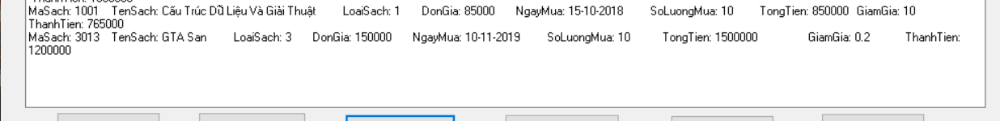 MaSach: 1001 TenSach: Cấu Trúc Dữ Liệu Và Giải Thuật LoaiSach: 1 DonGia: 85000 NgayMua: 15-10-2018 SoLuongMua: 10 TongTien: 850000 GiamGia: 10
ThanhTien: 765000
MaSach: 3013 TenSach: GTA San LoaiSach: 3 DonGia: 150000 NgayMua: 10-11-2019 SoLuongMua: 10 TongTien: 1500000 GiamGia: 0.2 ThanhTien:
1200000